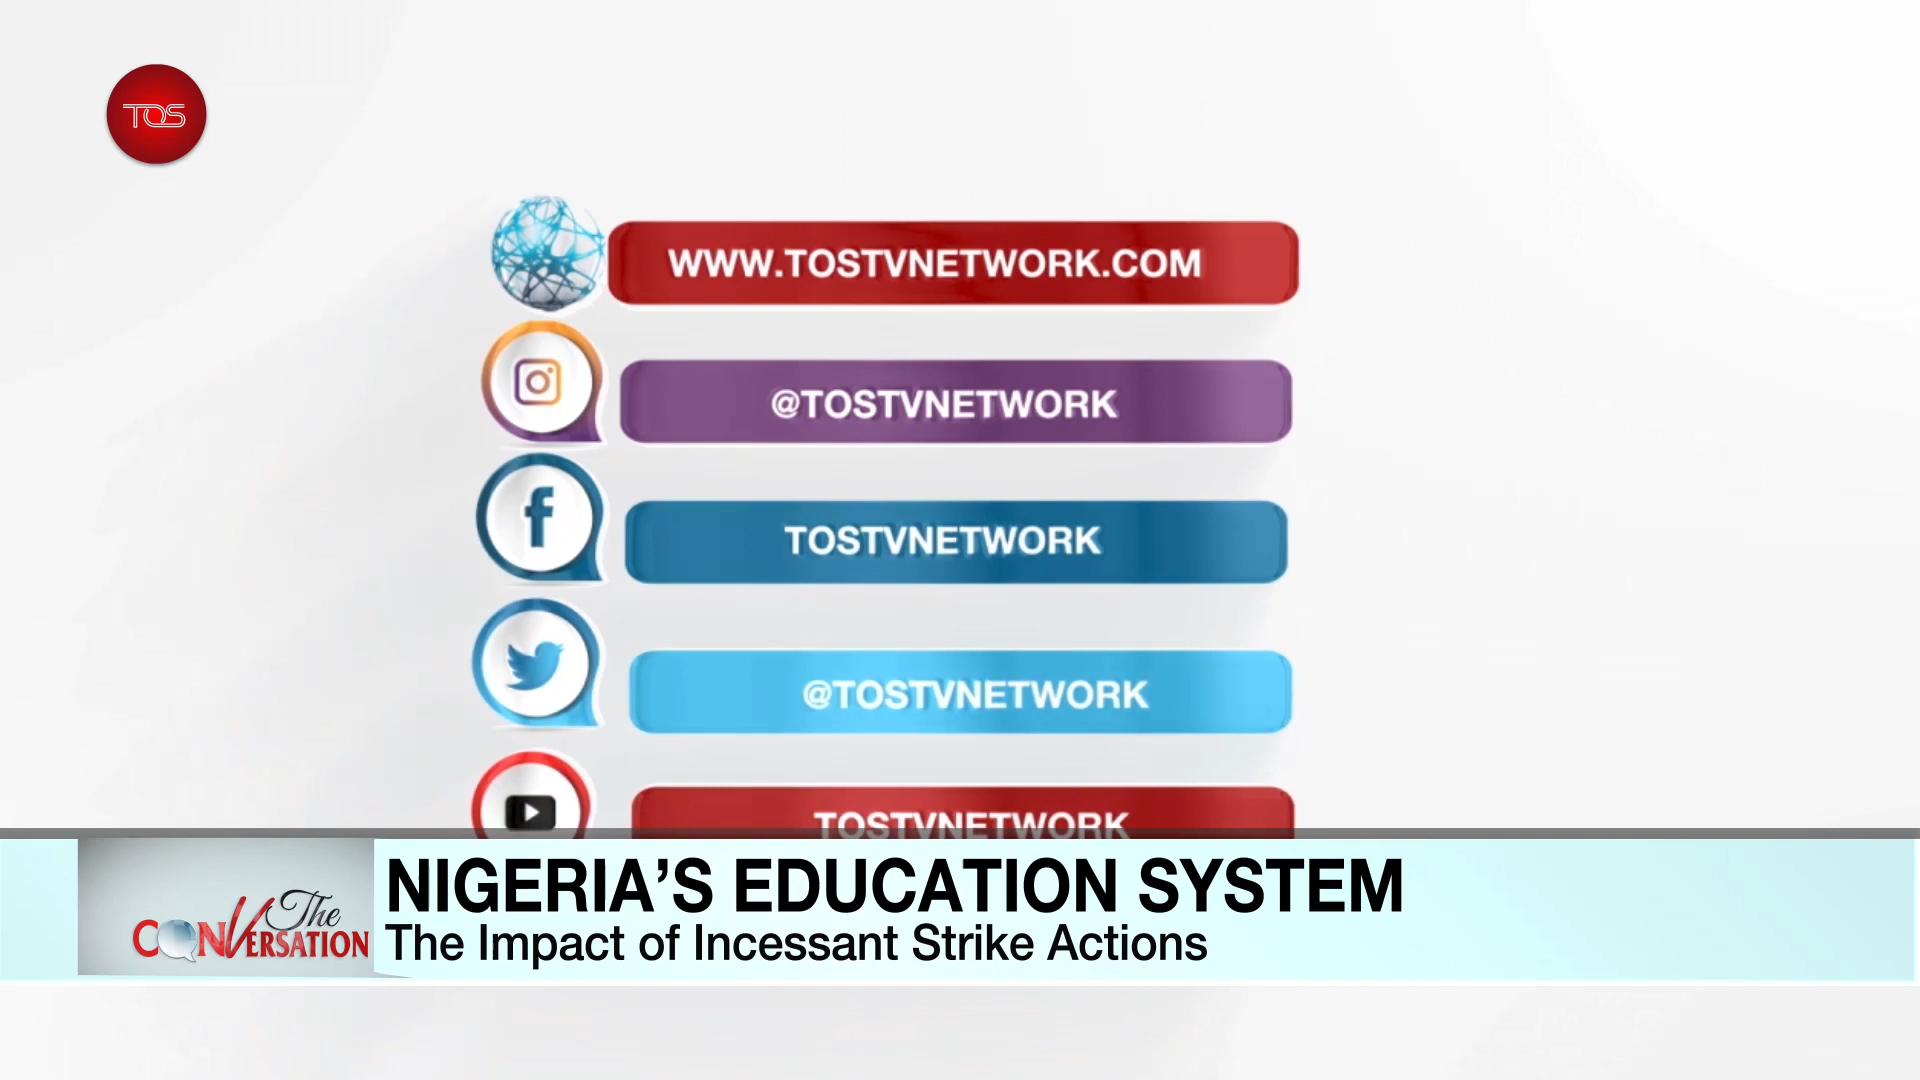 TOS
WWW.TOSTVNETWORK.COM
@TOSTVNETWORK
TOSTVNETWORK
@TOSTVNETWORK
TOSTVNETWORK
The
CONVERSATION
NIGERIA'S EDUCATION SYSTEM
The Impact of Incessant Strike Actions